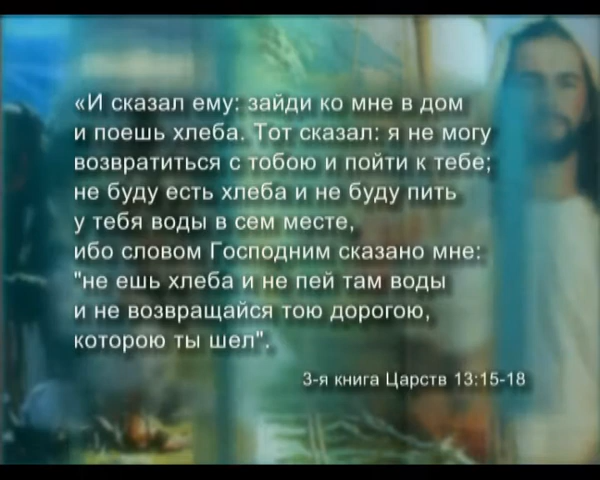 «И сказал ему: зайди ко мне в дом
и поешь хлеба. Тот сказал: я не могу
возвратиться с тобою и пойти к тебе;
не буду есть хлеба и не буду пить
у тебя воды в сем месте,
ибо словом Господним сказано мне:
"не ешь хлеба и не пей там воды
и не возвращайся тою дорогою,
которою ты шел".
3-я книга Царств 13:15-18